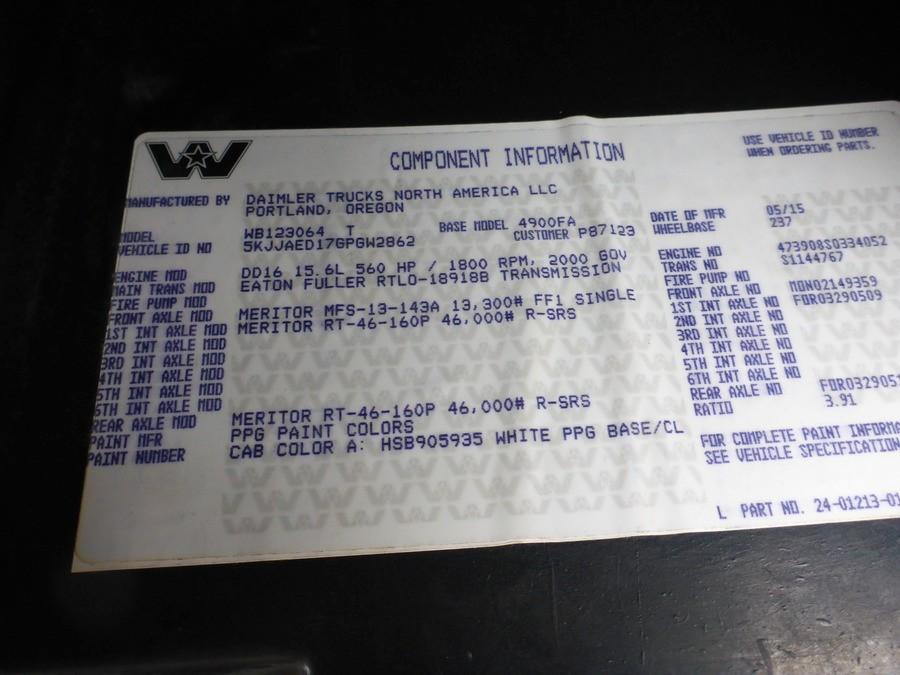 COMPONENT INFORMATION
USE VEHICLE ID NUMBER
WHEN ORDERING PARTS.
MANUFACTURED BY DAIMLER TRUCKS NORTH AMERICA LLC
PORTLAND, OREGON
MODEL WB123064 T BASE MODEL 4900FA
VEHICLE ID NO 5KJJAED17GPGW2862 CUSTOMER P87123
DATE OF MFR 05/15
WHEELBASE 237
ENGINE MOD DD16 15.6L 560 HP / 1800 RPM, 2000 GOV
MAIN TRANS MOD EATON FULLER RTLO-18918B TRANSMISSION
FIRE PUMP MOD
FRONT AXLE MOD MERITOR MFS-13-143A 13,300# FF1 SINGLE
1ST INT AXLE MOD MERITOR RT-46-160P 46,000# R-SRS
2ND INT AXLE MOD
3RD INT AXLE MOD
4TH INT AXLE MOD
5TH INT AXLE MOD
6TH INT AXLE MOD
REAR AXLE MOD MERITOR RT-46-160P 46,000# R-SRS
PAINT MFR PPG PAINT COLORS
PAINT NUMBER CAB COLOR A: HSB905935 WHITE PPG BASE/CL
ENGINE NO 473908S0334052
TRANS NO S1144767
FIRE PUMP NO
FRONT AXLE NO MON02149359
1ST INT AXLE NO FOR03290509
2ND INT AXLE NO
3RD INT AXLE NO
4TH INT AXLE NO
5TH INT AXLE NO
6TH INT AXLE NO
REAR AXLE NO FOR0329051
RATIO 3.91
FOR COMPLETE PAINT INFORMA
SEE VEHICLE SPECIFICATION
L PART NO. 24-01213-01